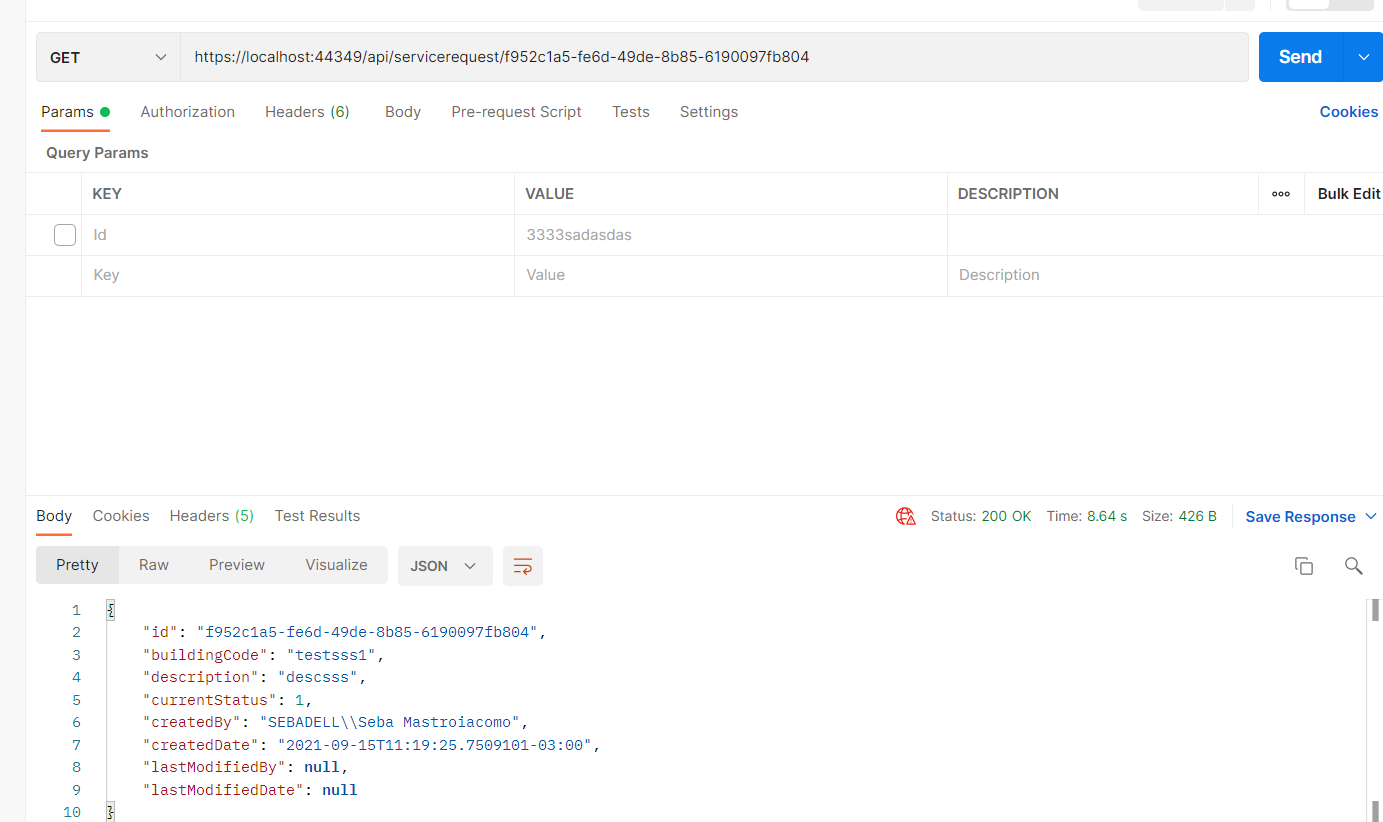 GET https://localhost:44349/api/servicerequest/f952c1a5-fe6d-49de-8b85-6190097fb804 Send
Params Authorization Headers (6) Body Pre-request Script Tests Settings Cookies
Query Params
KEY VALUE DESCRIPTION ooo Bulk Edit
Id 3333sadasdas
Key Value Description
Body Cookies Headers (5) Test Results Status: 200 OK Time: 8.64 s Size: 426 B Save Response
Pretty Raw Preview Visualize JSON
1 {
2 "id": "f952c1a5-fe6d-49de-8b85-6190097fb804",
3 "buildingCode": "testsss1",
4 "description": "descsss",
5 "currentStatus": 1,
6 "createdBy": "SEBADELL\\Seba Mastroiacomo",
7 "createdDate": "2021-09-15T11:19:25.7509101-03:00",
8 "lastModifiedBy": null,
9 "lastModifiedDate": null
10 }